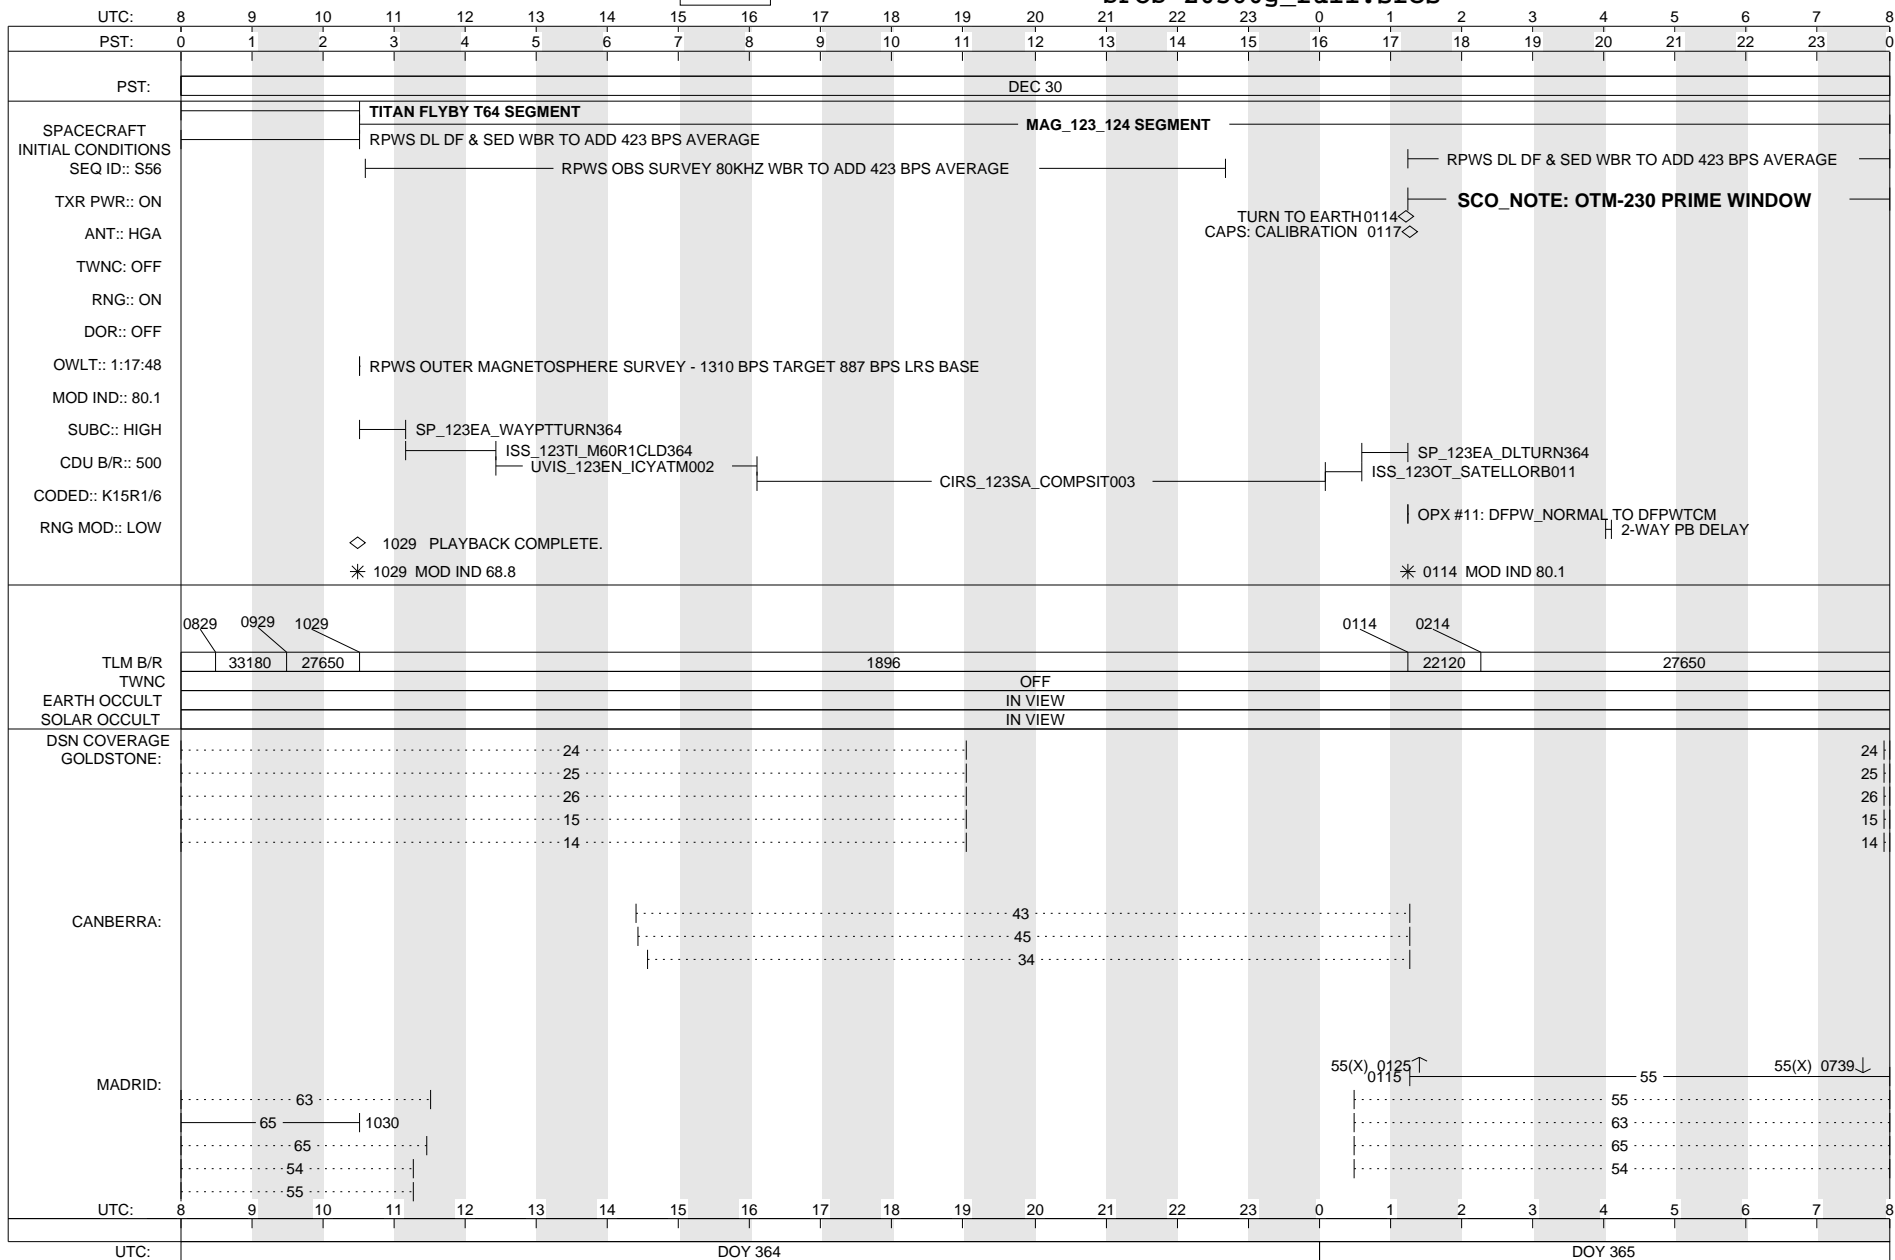 UTC: 8 9 10 11 12 13 14 15 16 17 18 19 20 21 22 23 0 1 2 3 4 5 6 7 8
PST: 0 1 2 3 4 5 6 7 8 9 10 11 12 13 14 15 16 17 18 19 20 21 22 23 0
PST: DEC 30
TITAN FLYBY T64 SEGMENT
MAG_123_124 SEGMENT
SPACECRAFT
INITIAL CONDITIONS
RPWS DL DF & SED WBR TO ADD 423 BPS AVERAGE
RPWS DL DF & SED WBR TO ADD 423 BPS AVERAGE
SEQ ID:: S56
RPWS OBS SURVEY 80KHZ WBR TO ADD 423 BPS AVERAGE
TXR PWR:: ON
SCO_NOTE: OTM-230 PRIME WINDOW
TURN TO EARTH 0114
ANT:: HGA
CAPS: CALIBRATION 0117
TWNC: OFF
RNG:: ON
DOR:: OFF
OWLT:: 1:17:48
RPWS OUTER MAGNETOSPHERE SURVEY - 1310 BPS TARGET 887 BPS LRS BASE
MOD IND:: 80.1
SUBC:: HIGH
SP_123EA_WAYPTTURN364
ISS_123TI_M60R1CLD364
SP_123EA_DLTURN364
CDU B/R:: 500
UVIS_123EN_ICYATM002
ISS_123OT_SATELLORB011
CIRS_123SA_COMPSIT003
CODED:: K15R1/6
OPX #11: DFPW_NORMAL TO DFPWTCM
RNG MOD:: LOW
2-WAY PB DELAY
1029 PLAYBACK COMPLETE.
1029 MOD IND 68.8
0114 MOD IND 80.1
0829 0929 1029 0114 0214
TLM B/R 33180 27650 1896 22120 27650
TWNC OFF
EARTH OCCULT IN VIEW
SOLAR OCCULT IN VIEW
DSN COVERAGE
GOLDSTONE:
24 24
25 25
26 26
15 15
14 14
CANBERRA:
43
45
34
55(X) 0125 55(X) 0739
MADRID:
0115 55
63 55
65 1030 63
65 65
54 54
55
UTC: 8 9 10 11 12 13 14 15 16 17 18 19 20 21 22 23 0 1 2 3 4 5 6 7 8
UTC: DOY 364 DOY 365